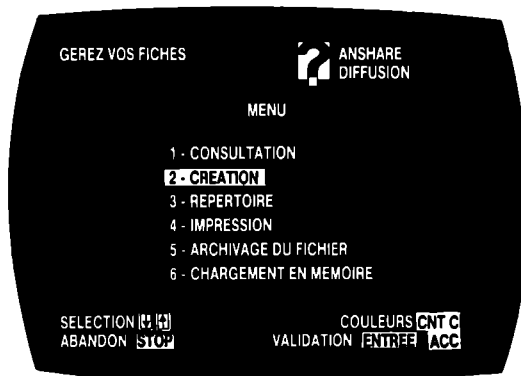 GEREZ VOS FICHES
ANSHARE
DIFFUSION
MENU
1 - CONSULTATION
2 - CREATION
3 - REPERTOIRE
4 - IMPRESSION
5 - ARCHIVAGE DU FICHIER
6 - CHARGEMENT EN MEMOIRE
SELECTION ↓ ↑
COULEURS CNT C
ABANDON STOP
VALIDATION ENTREE ACC